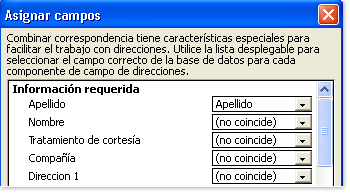 Asignar campos
Combinar correspondencia tiene características especiales para
facilitar el trabajo con direcciones. Utilice la lista desplegable para
seleccionar el campo correcto de la base de datos para cada
componente de campo de direcciones.
Información requerida
Apellido Apellido
Nombre (no coincide)
Tratamiento de cortesía (no coincide)
Compañía (no coincide)
Direccion 1 (no coincide)